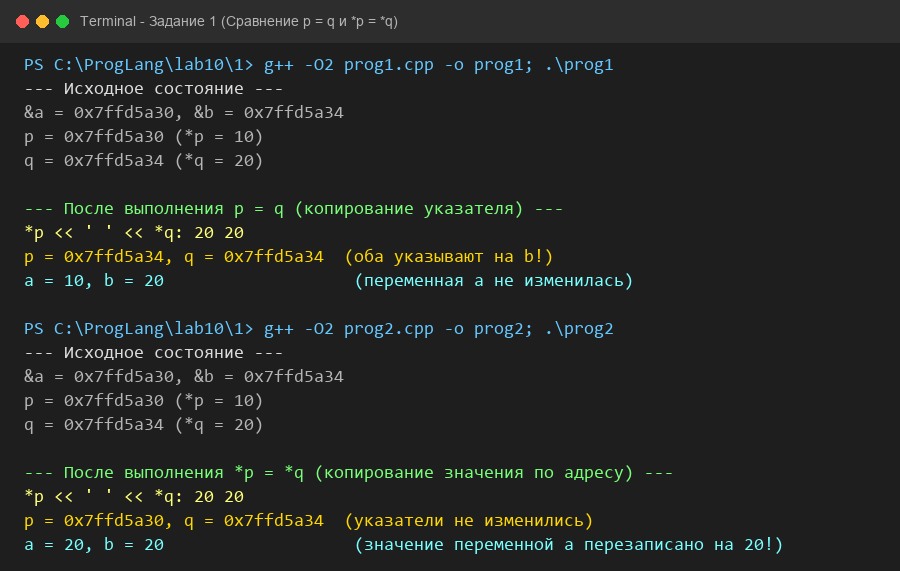 Terminal - Задание 1 (Сравнение p = q и *p = *q)
PS C:\ProgLang\lab10\1> g++ -O2 prog1.cpp -o prog1; .\prog1
--- Исходное состояние ---
&a = 0x7ffd5a30, &b = 0x7ffd5a34
p = 0x7ffd5a30 (*p = 10)
q = 0x7ffd5a34 (*q = 20)
--- После выполнения p = q (копирование указателя) ---
*p << ' ' << *q: 20 20
p = 0x7ffd5a34, q = 0x7ffd5a34  (оба указывают на b!)
a = 10, b = 20                   (переменная a не изменилась)
PS C:\ProgLang\lab10\1> g++ -O2 prog2.cpp -o prog2; .\prog2
--- Исходное состояние ---
&a = 0x7ffd5a30, &b = 0x7ffd5a34
p = 0x7ffd5a30 (*p = 10)
q = 0x7ffd5a34 (*q = 20)
--- После выполнения *p = *q (копирование значения по адресу) ---
*p << ' ' << *q: 20 20
p = 0x7ffd5a30, q = 0x7ffd5a34  (указатели не изменились)
a = 20, b = 20                   (значение переменной a перезаписано на 20!)